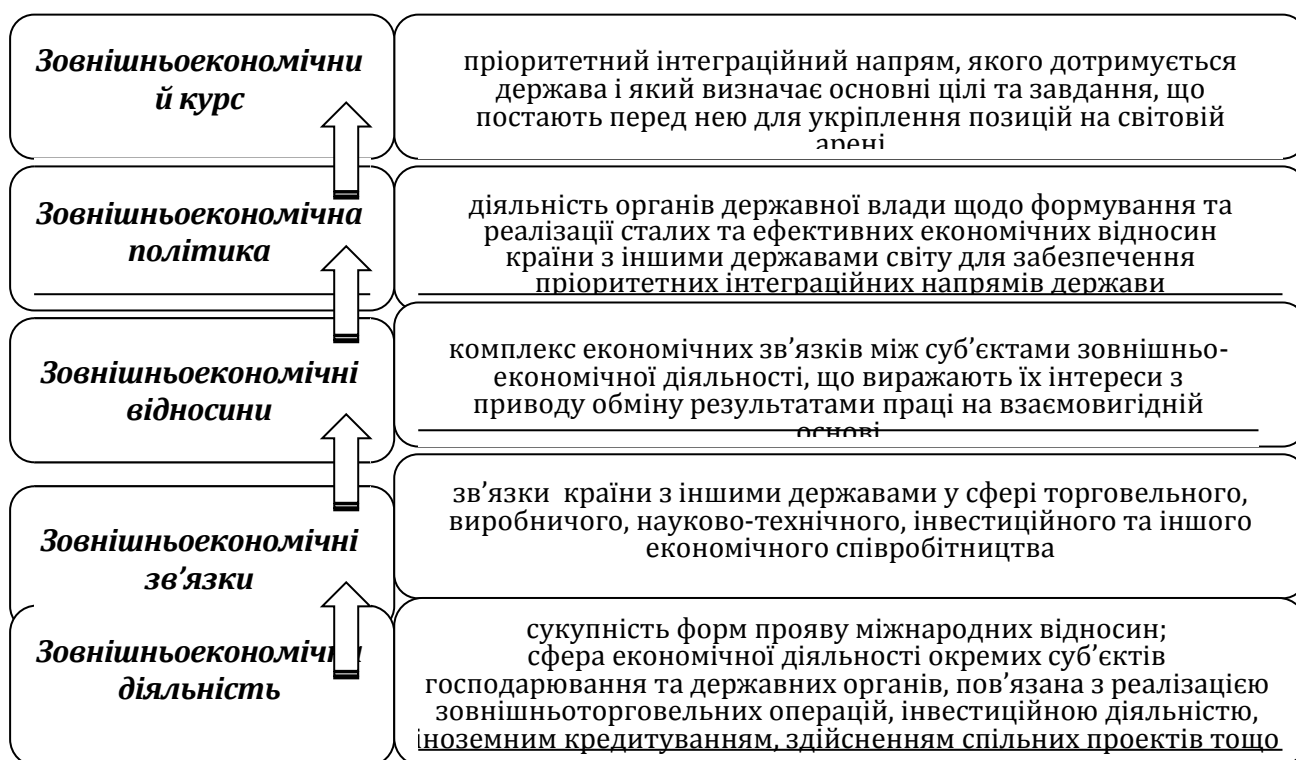 Зовнішньоекономічни
й курс
пріоритетний інтеграційний напрям, якого дотримується
держава і який визначає основні цілі та завдання, що
постають перед нею для укріплення позицій на світовій
арені
Зовнішньоекономічна
політика
діяльність органів державної влади щодо формування та
реалізації сталих та ефективних економічних відносин
країни з іншими державами світу для забезпечення
пріоритетних інтеграційних напрямів держави
Зовнішньоекономічні
відносини
комплекс економічних зв’язків між суб’єктами зовнішньо-
економічної діяльності, що виражають їх інтереси з
приводу обміну результатами праці на взаємовигідній
основі
Зовнішньоекономічні
зв’язки
зв’язки країни з іншими державами у сфері торговельного,
виробничого, науково-технічного, інвестиційного та іншого
економічного співробітництва
Зовнішньоекономічна
діяльність
сукупність форм прояву міжнародних відносин;
сфера економічної діяльності окремих суб’єктів
господарювання та державних органів, пов’язана з реалізацією
зовнішньоторговельних операцій, інвестиційною діяльністю,
іноземним кредитуванням, здійсненням спільних проектів тощо